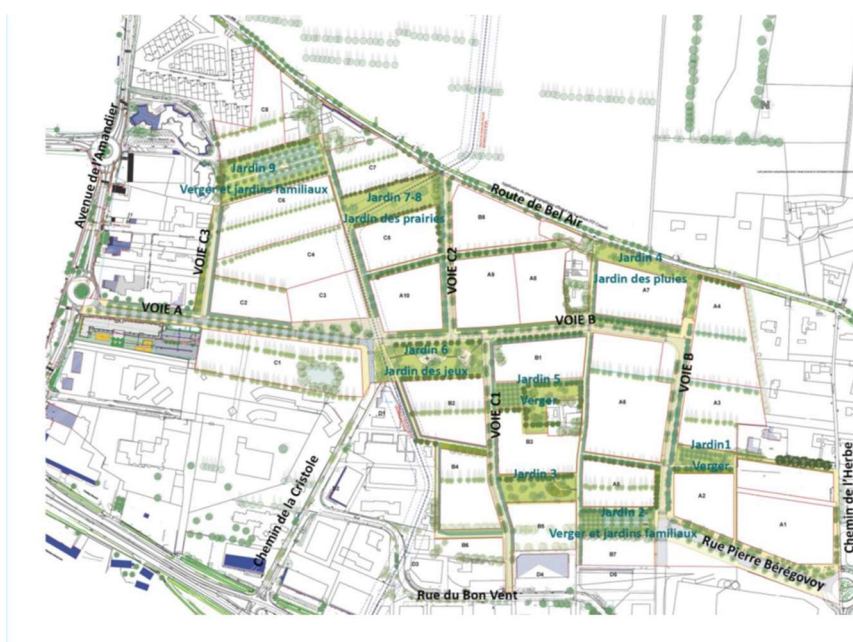 C8
Avenue de l'Amandier
Jardin 9
Verger et jardins familiaux
C7
C6
Jardin 7-8
Jardin des prairies
Route de Bel Air
B8
VOIE C3
C5
VOIE C2
C4
A9
A8
Jardin 4
Jardin des pluies
A7
A4
C2
C3
A10
VOIE A
VOIE B
C1
Jardin 6
Jardin des jeux
B1
VOIE B
Jardin 5
Verger
VOIE C1
B2
D1
A3
B3
Jardin1
Verger
B4
Jardin 3
A2
A1
Chemin de l'Herbe
Chemin de la Cristole
Jardin 2
Verger et jardins familiaux
B5
Rue Pierre Bérégovoy
B6
B7
D3
D4
Rue du Bon Vent